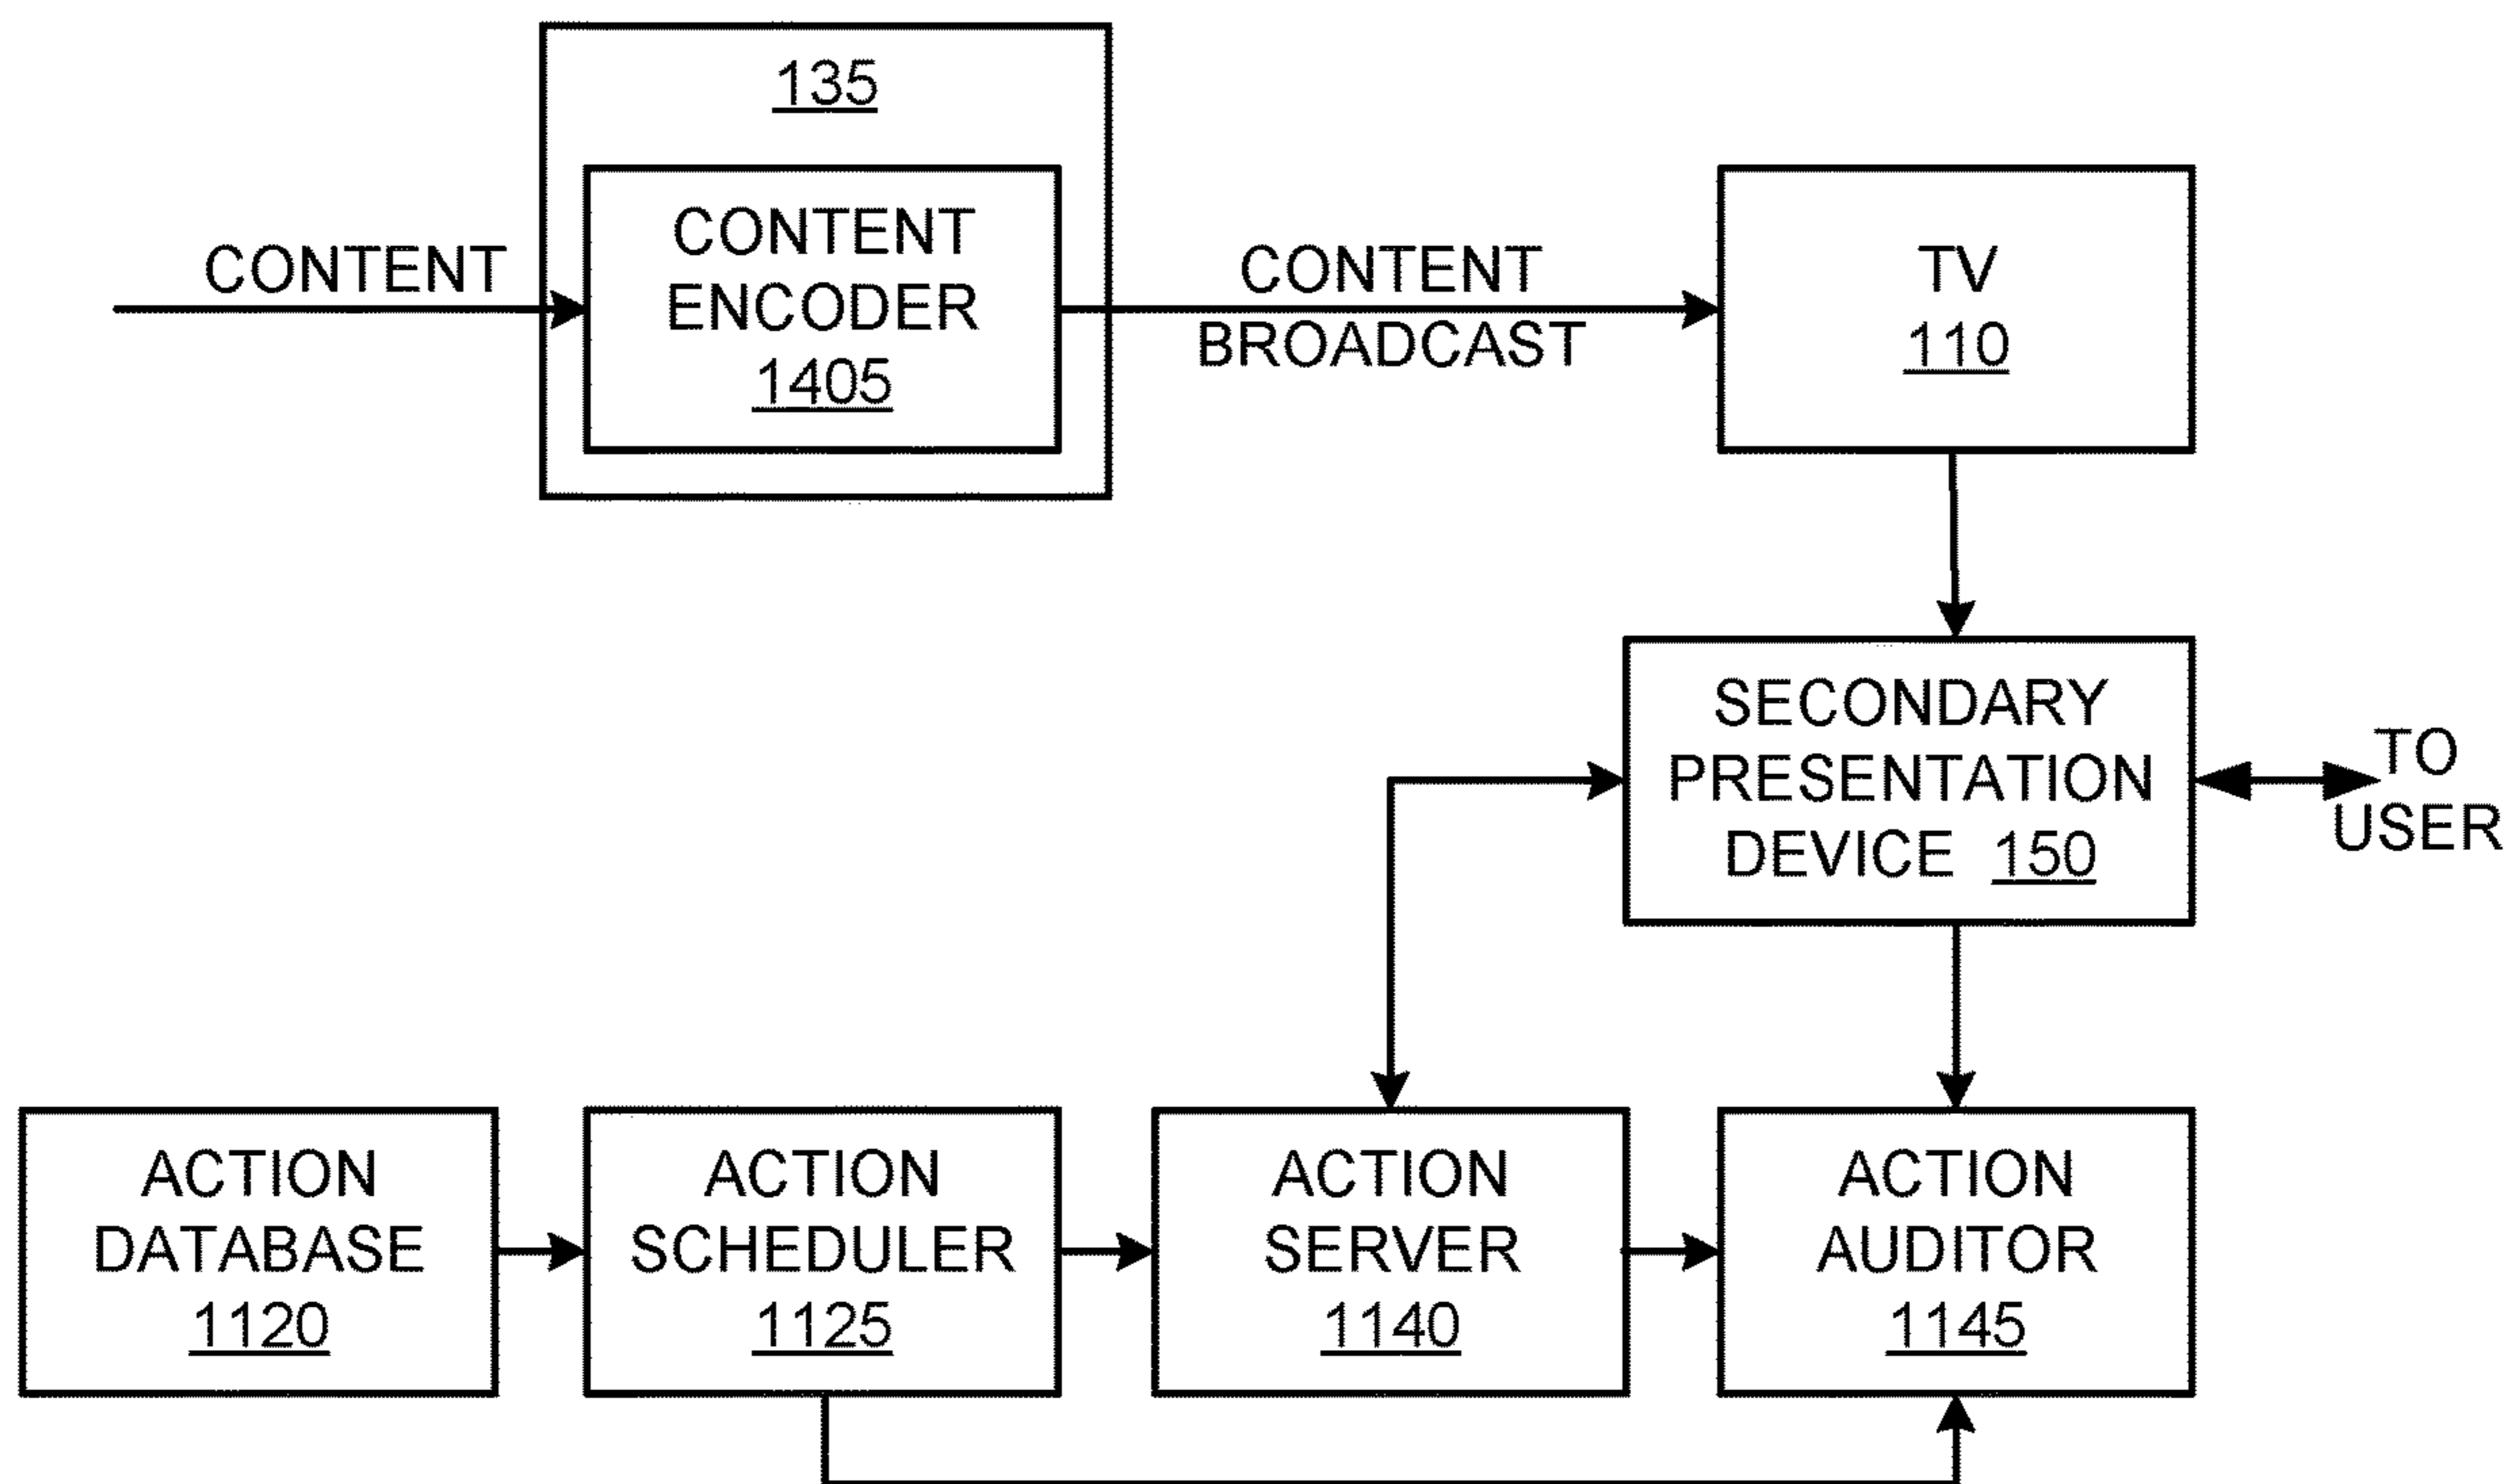 135
CONTENT
CONTENT
ENCODER
1405
CONTENT
BROADCAST
TV
110
SECONDARY
PRESENTATION
DEVICE 150
TO
USER
ACTION
DATABASE
1120
ACTION
SCHEDULER
1125
ACTION
SERVER
1140
ACTION
AUDITOR
1145